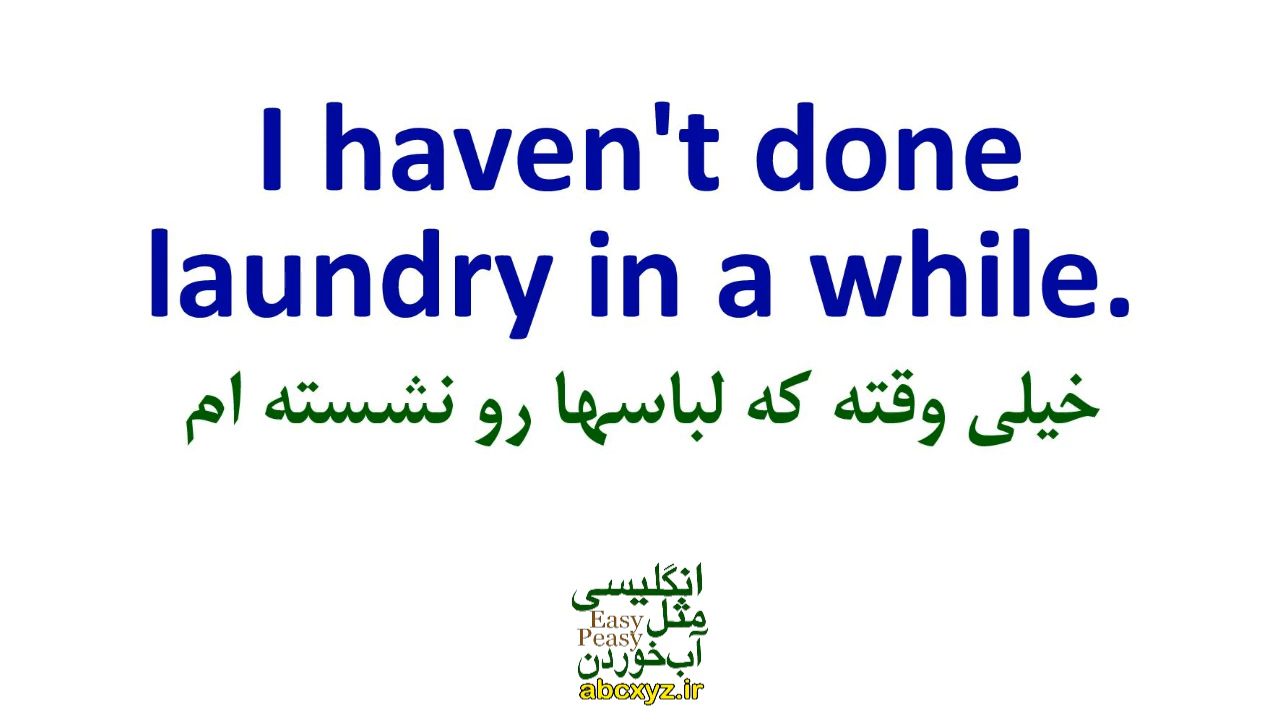 I haven't done
laundry in a while.
خیلی وقته که لباسها رو نشسته ام
انگلیسی
مثل
Easy
Peasy
آب‌خوردن
abcxyz.ir